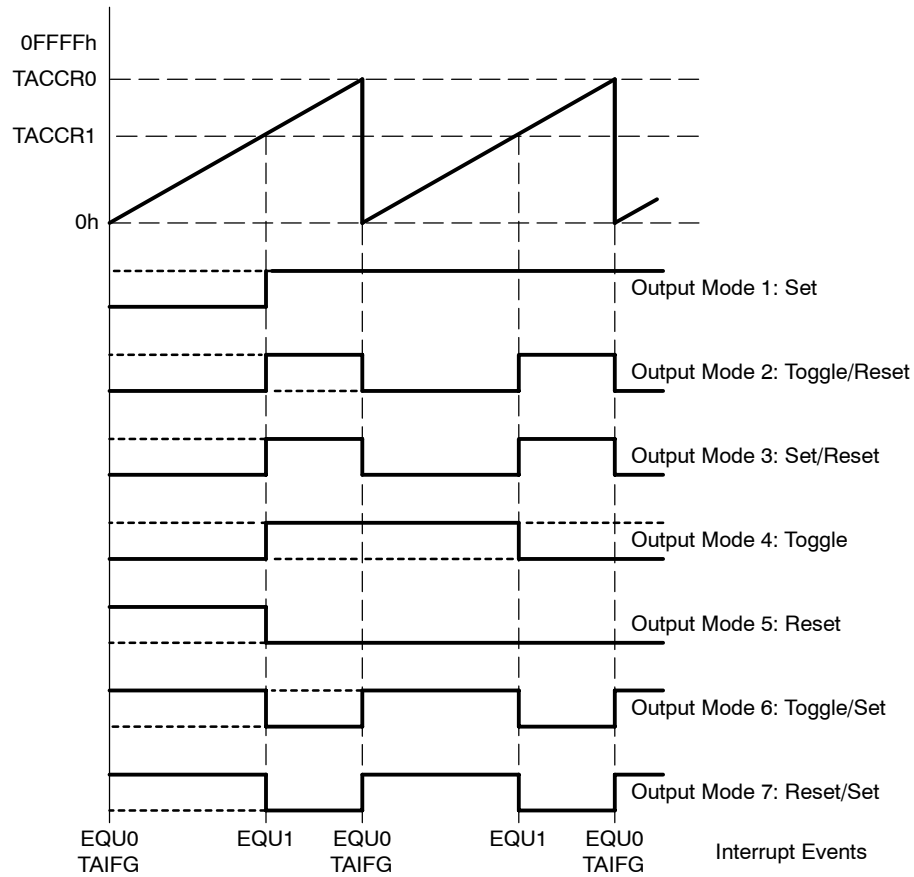 0FFFFh
TACCR0
TACCR1
0h
Output Mode 1: Set
Output Mode 2: Toggle/Reset
Output Mode 3: Set/Reset
Output Mode 4: Toggle
Output Mode 5: Reset
Output Mode 6: Toggle/Set
Output Mode 7: Reset/Set
EQU0 EQU1 EQU0 EQU1 EQU0
TAIFG TAIFG TAIFG Interrupt Events